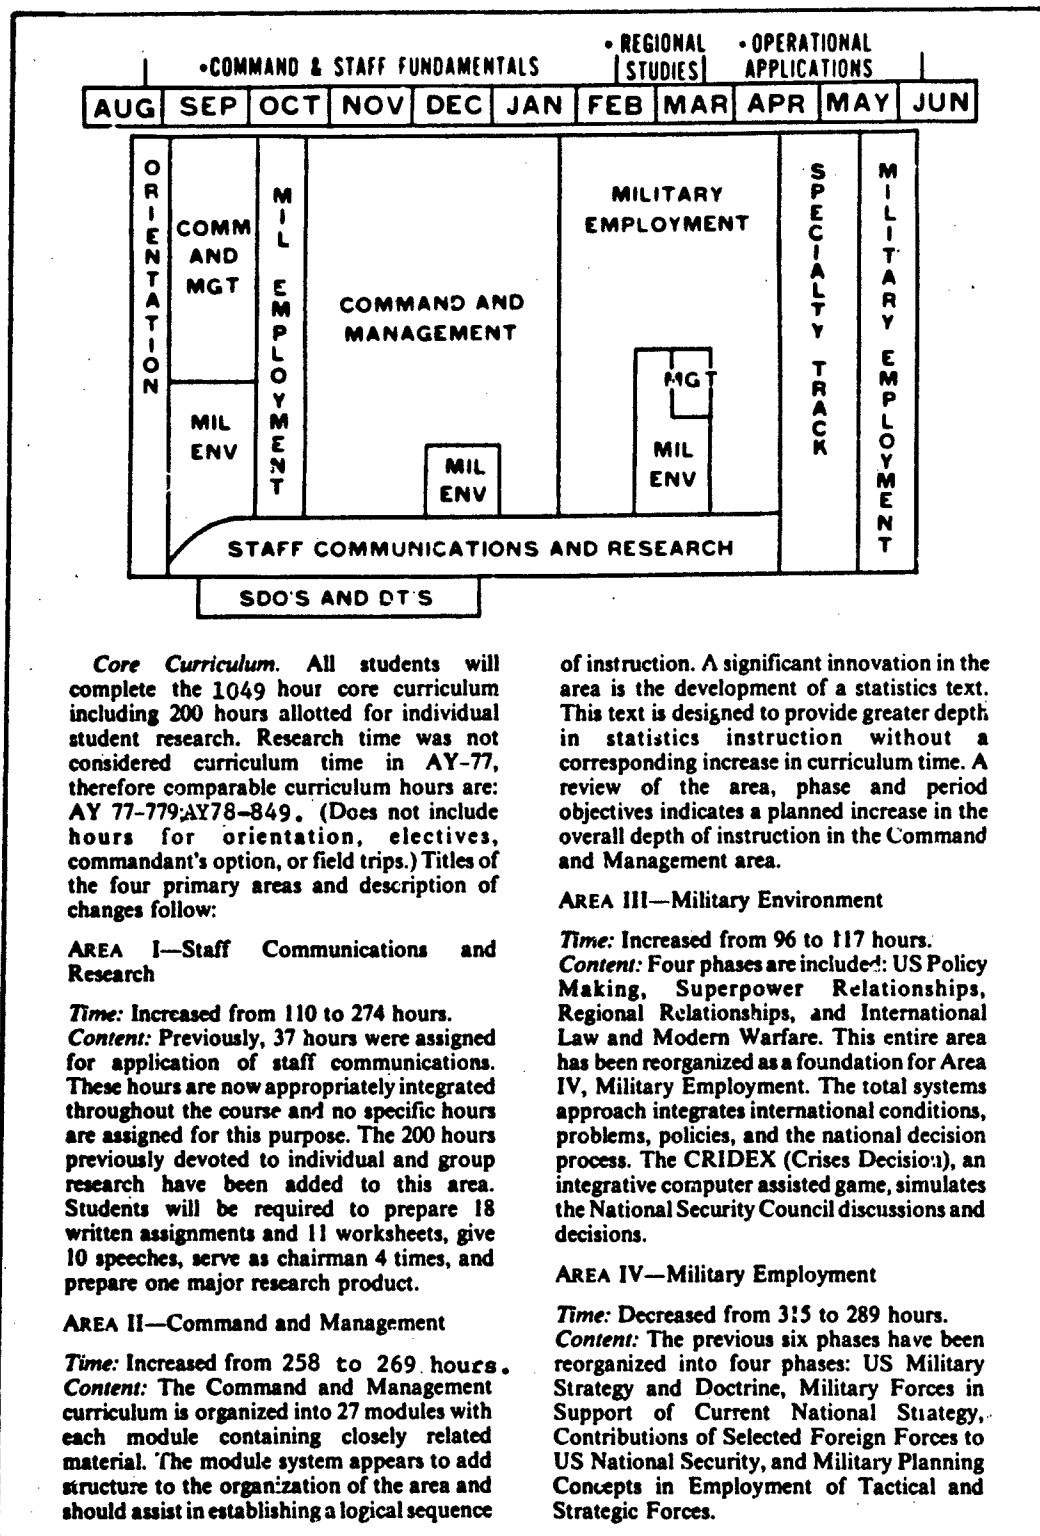 • REGIONAL STUDIES
• OPERATIONAL APPLICATIONS
•COMMAND & STAFF FUNDAMENTALS
AUG SEP OCT NOV DEC JAN FEB MAR APR MAY JUN
ORIENTATION
COMM
AND
MGT
MIL
ENV
MIL EMPLOYMENT
COMMAND AND
MANAGEMENT
MIL
ENV
MILITARY
EMPLOYMENT
MGT
MIL
ENV
SPECIALTY TRACK
MILITARY EMPLOYMENT
STAFF COMMUNICATIONS AND RESEARCH
SDO'S AND DT'S
Core Curriculum. All students will
complete the 1049 hour core curriculum
including 200 hours allotted for individual
student research. Research time was not
considered curriculum time in AY-77,
therefore comparable curriculum hours are:
AY 77-779;AY78-849. (Does not include
hours for orientation, electives,
commandant's option, or field trips.) Titles of
the four primary areas and description of
changes follow:
AREA I—Staff Communications and
Research
Time: Increased from 110 to 274 hours.
Content: Previously, 37 hours were assigned
for application of staff communications.
These hours are now appropriately integrated
throughout the course and no specific hours
are assigned for this purpose. The 200 hours
previously devoted to individual and group
research have been added to this area.
Students will be required to prepare 18
written assignments and 11 worksheets, give
10 speeches, serve as chairman 4 times, and
prepare one major research product.
AREA II—Command and Management
Time: Increased from 258 to 269 hours.
Content: The Command and Management
curriculum is organized into 27 modules with
each module containing closely related
material. The module system appears to add
structure to the organization of the area and
should assist in establishing a logical sequence
of instruction. A significant innovation in the
area is the development of a statistics text.
This text is designed to provide greater depth
in statistics instruction without a
corresponding increase in curriculum time. A
review of the area, phase and period
objectives indicates a planned increase in the
overall depth of instruction in the Command
and Management area.
AREA III—Military Environment
Time: Increased from 96 to 117 hours.
Content: Four phases are included: US Policy
Making, Superpower Relationships,
Regional Relationships, and International
Law and Modern Warfare. This entire area
has been reorganized as a foundation for Area
IV, Military Employment. The total systems
approach integrates international conditions,
problems, policies, and the national decision
process. The CRIDEX (Crises Decision), an
integrative computer assisted game, simulates
the National Security Council discussions and
decisions.
AREA IV—Military Employment
Time: Decreased from 315 to 289 hours.
Content: The previous six phases have been
reorganized into four phases: US Military
Strategy and Doctrine, Military Forces in
Support of Current National Strategy,
Contributions of Selected Foreign Forces to
US National Security, and Military Planning
Concepts in Employment of Tactical and
Strategic Forces.